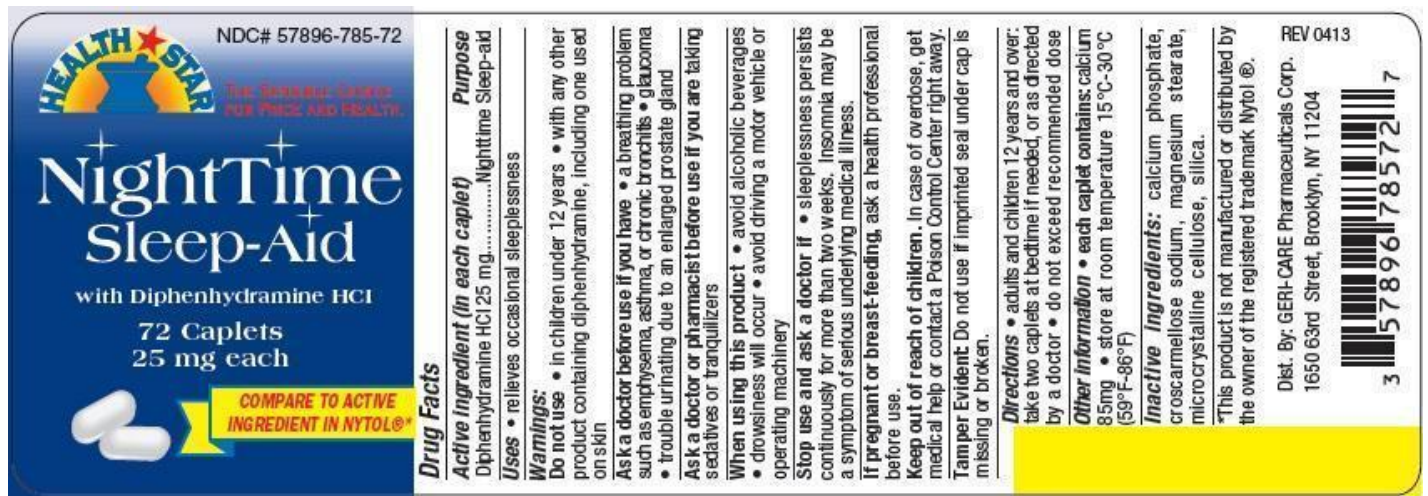 HEALTH STAR
NDC# 57896-785-72
THE SENSIBLE CHOICE
FOR PRICE AND HEALTH.
NightTime
Sleep-Aid
with Diphenhydramine HCl
72 Caplets
25 mg each
COMPARE TO ACTIVE
INGREDIENT IN NYTOL®*
Drug Facts
Active ingredient (in each caplet) Purpose
Diphenhydramine HCl 25 mg...............Nighttime Sleep-aid
Uses • relieves occasional sleeplessness
Warnings:
Do not use • in children under 12 years • with any other
product containing diphenhydramine, including one used
on skin
Ask a doctor before use if you have • a breathing problem
such as emphysema, asthma, or chronic bronchitis • glaucoma
• trouble urinating due to an enlarged prostate gland
Ask a doctor or pharmacist before use if you are taking
sedatives or tranquilizers
When using this product • avoid alcoholic beverages
• drowsiness will occur • avoid driving a motor vehicle or
operating machinery
Stop use and ask a doctor if • sleeplessness persists
continuously for more than two weeks. Insomnia may be
a symptom of serious underlying medical illness.
If pregnant or breast-feeding, ask a health professional
before use.
Keep out of reach of children. In case of overdose, get
medical help or contact a Poison Control Center right away.
Tamper Evident: Do not use if imprinted seal under cap is
missing or broken.
Directions • adults and children 12 years and over:
take two caplets at bedtime if needed, or as directed
by a doctor • do not exceed recommended dose
Other information • each caplet contains: calcium
85mg • store at room temperature 15°C-30°C
(59°F-86°F)
Inactive ingredients: calcium phosphate,
croscarmellose sodium, magnesium stearate,
microcrystalline cellulose, silica.
*This product is not manufactured or distributed by
the owner of the registered trademark Nytol ®.
Dist. By: GERI-CARE Pharmaceuticals Corp.
1650 63rd Street, Brooklyn, NY 11204
REV 0413
3 57896 78572 7